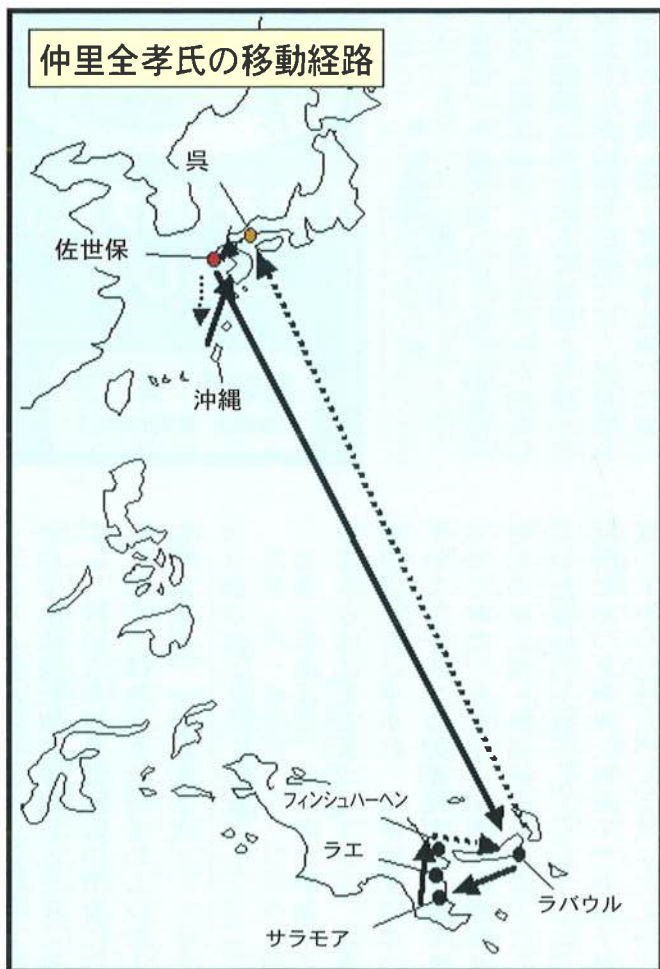 仲里全孝氏の移動経路
呉
佐世保
沖縄
フィンシュハーヘン
ラエ
ラバウル
サラモア